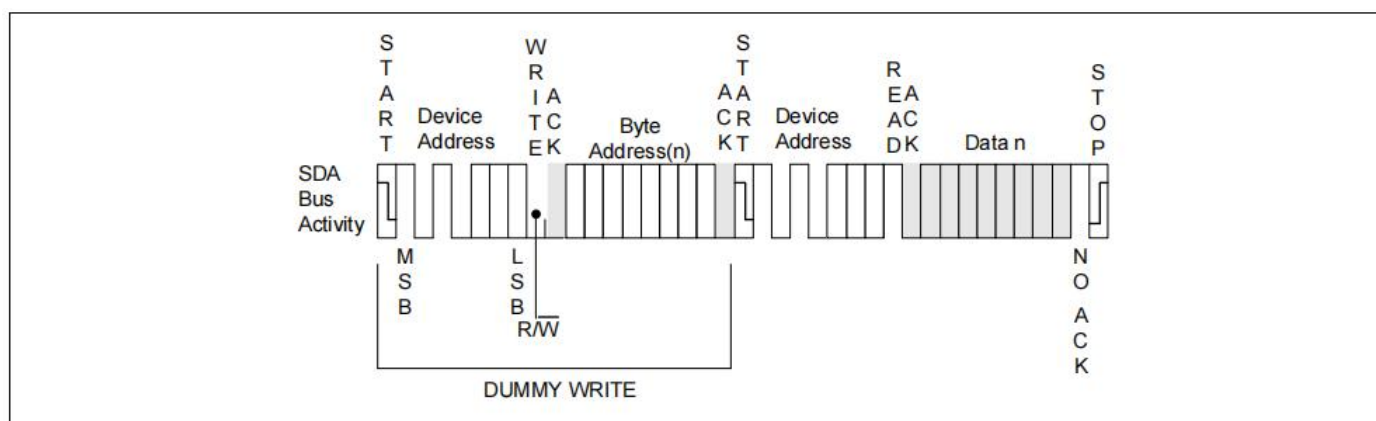 START
Device
Address
WRITE
ACK
Byte
Address(n)
ACK
START
Device
Address
READ
ACK
Data n
STOP
SDA
Bus
Activity
MSB
LSB
R/W̅
NO ACK
DUMMY WRITE